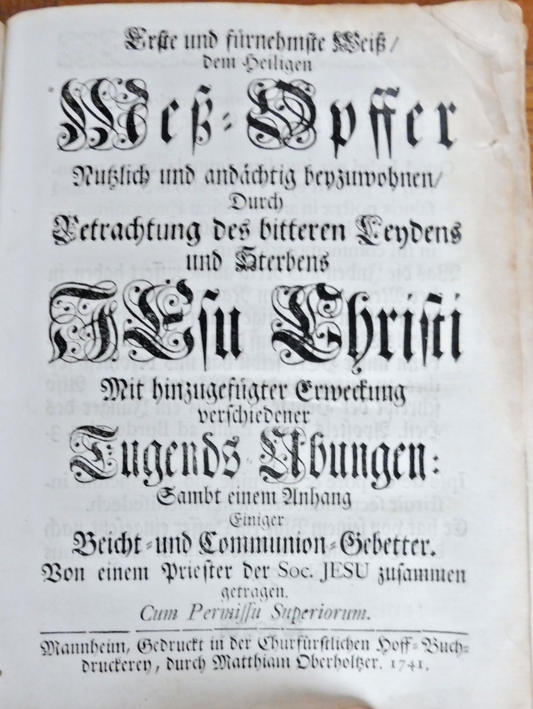 Erste und fürnehmste Weiß/
dem Heiligen
Meß-Opffer
Nutzlich und andächtig beyzuwohnen/
Durch
Betrachtung des bitteren Leydens
und Sterbens
JEsu Christi
Mit hinzugefügter Erweckung
verschiedener
Tugends-Übungen:
Sambt einem Anhang
Einiger
Beicht- und Communion-Gebetter.
Von einem Priester der Soc. JESU zusammen
getragen.
Cum Permissu Superiorum.
Mannheim, Gedruckt in der Churfürstlichen Hoff-Buch-
druckerey, durch Matthiam Oberholtzer. 1741.